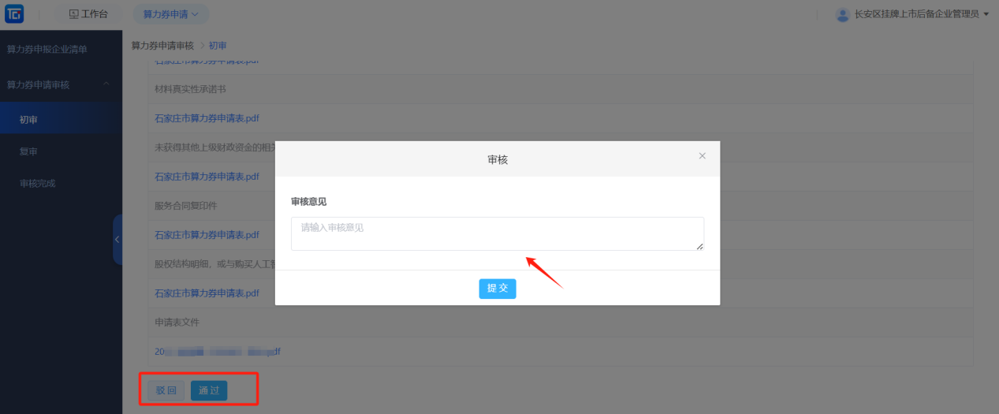 工作台
算力券申请
长安区挂牌上市后备企业管理员
算力券申报企业清单
算力券申请审核
初审
复审
审核完成
算力券申请审核 > 初审
石家庄市算力券申请表.pdf
材料真实性承诺书
石家庄市算力券申请表.pdf
未获得其他上级财政资金的相关
石家庄市算力券申请表.pdf
服务合同复印件
石家庄市算力券申请表.pdf
股权结构明细，或与购买人工智
石家庄市算力券申请表.pdf
申请表文件
驳回
通过
审核
审核意见
请输入审核意见
提交